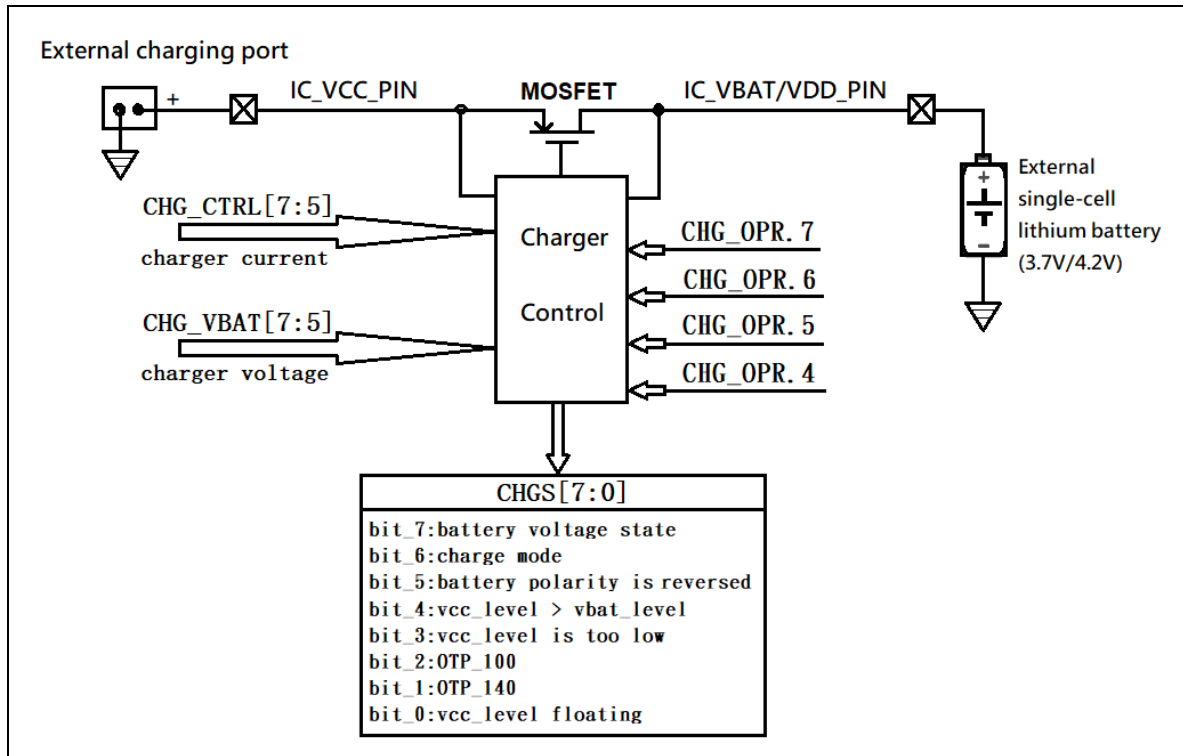 External charging port
+
IC_VCC_PIN
MOSFET
IC_VBAT/VDD_PIN
CHG_CTRL[7:5]
charger current
CHG_VBAT[7:5]
charger voltage
Charger
Control
CHG_OPR.7
CHG_OPR.6
CHG_OPR.5
CHG_OPR.4
+
-
External
single-cell
lithium battery
(3.7V/4.2V)
CHGS[7:0]
bit_7:battery voltage state
bit_6:charge mode
bit_5:battery polarity is reversed
bit_4:vcc_level > vbat_level
bit_3:vcc_level is too low
bit_2:OTP_100
bit_1:OTP_140
bit_0:vcc_level floating